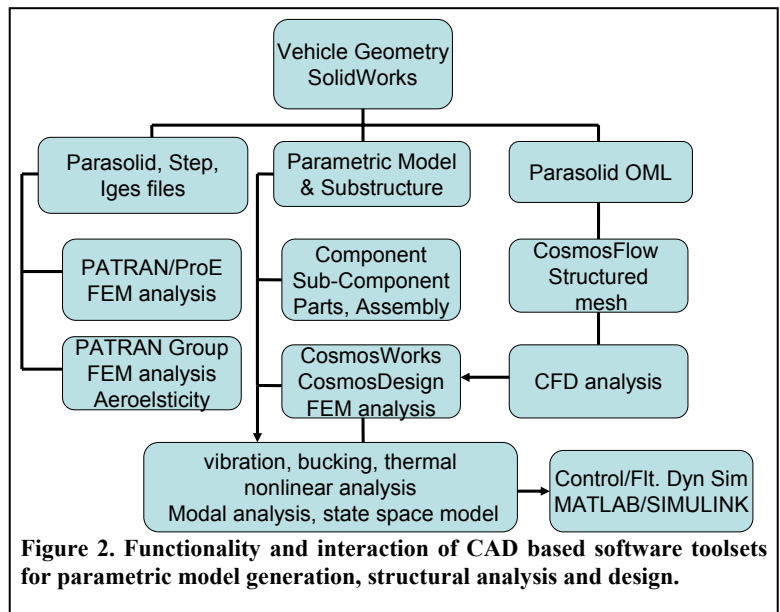 Vehicle Geometry
SolidWorks
Parasolid, Step,
Iges files
Parametric Model
& Substructure
Parasolid OML
PATRAN/ProE
FEM analysis
Component
Sub-Component
Parts, Assembly
CosmosFlow
Structured
mesh
PATRAN Group
FEM analysis
Aeroelsticity
CosmosWorks
CosmosDesign
FEM analysis
CFD analysis
vibration, bucking, thermal
nonlinear analysis
Modal analysis, state space model
Control/Flt. Dyn Sim
MATLAB/SIMULINK
Figure 2. Functionality and interaction of CAD based software toolsets
for parametric model generation, structural analysis and design.